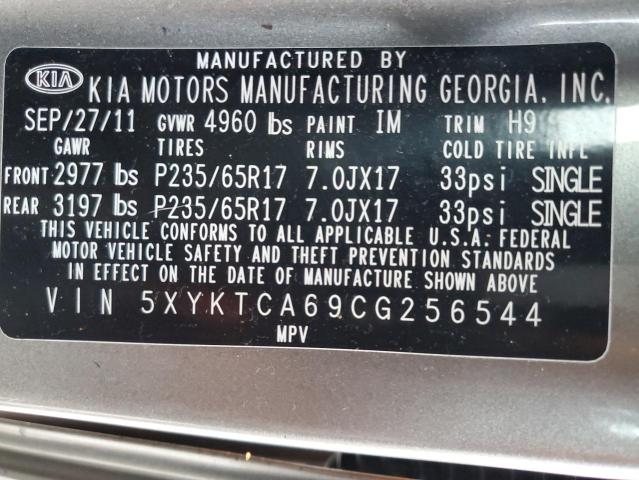 MANUFACTURED BY
KIA KIA MOTORS MANUFACTURING GEORGIA, INC.
SEP/27/11 GVWR 4960 lbs PAINT IM TRIM H9
GAWR TIRES RIMS COLD TIRE INFL
FRONT 2977 lbs P235/65R17 7.0JX17 33psi SINGLE
REAR 3197 lbs P235/65R17 7.0JX17 33psi SINGLE
THIS VEHICLE CONFORMS TO ALL APPLICABLE U.S.A. FEDERAL
MOTOR VEHICLE SAFETY AND THEFT PREVENTION STANDARDS
IN EFFECT ON THE DATE OF MANUFACTURE SHOWN ABOVE
VIN 5XYKTCA69CG256544
MPV